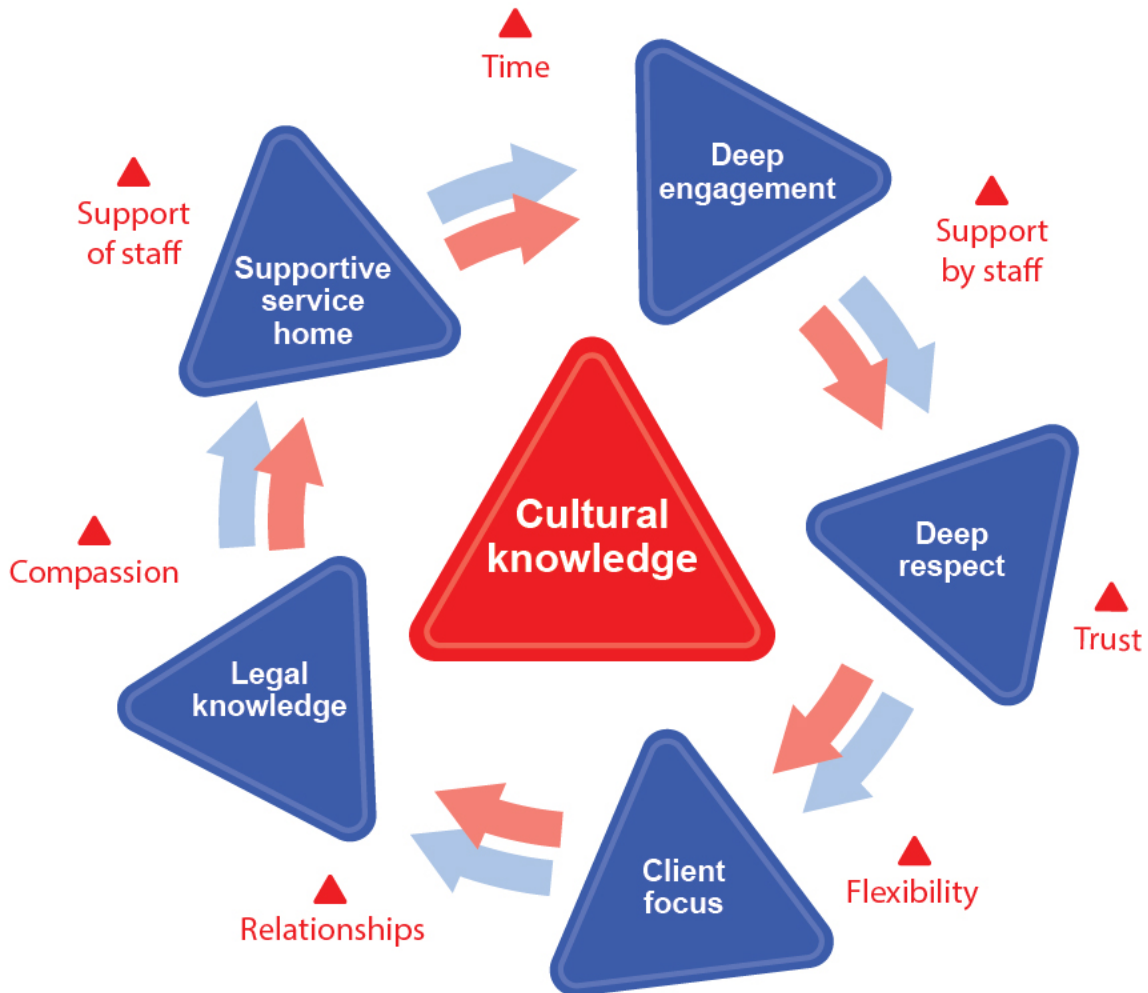 Time
Deep
engagement
Support
of staff
Support
by staff
Supportive
service
home
Cultural
knowledge
Deep
respect
Compassion
Trust
Legal
knowledge
Client
focus
Flexibility
Relationships